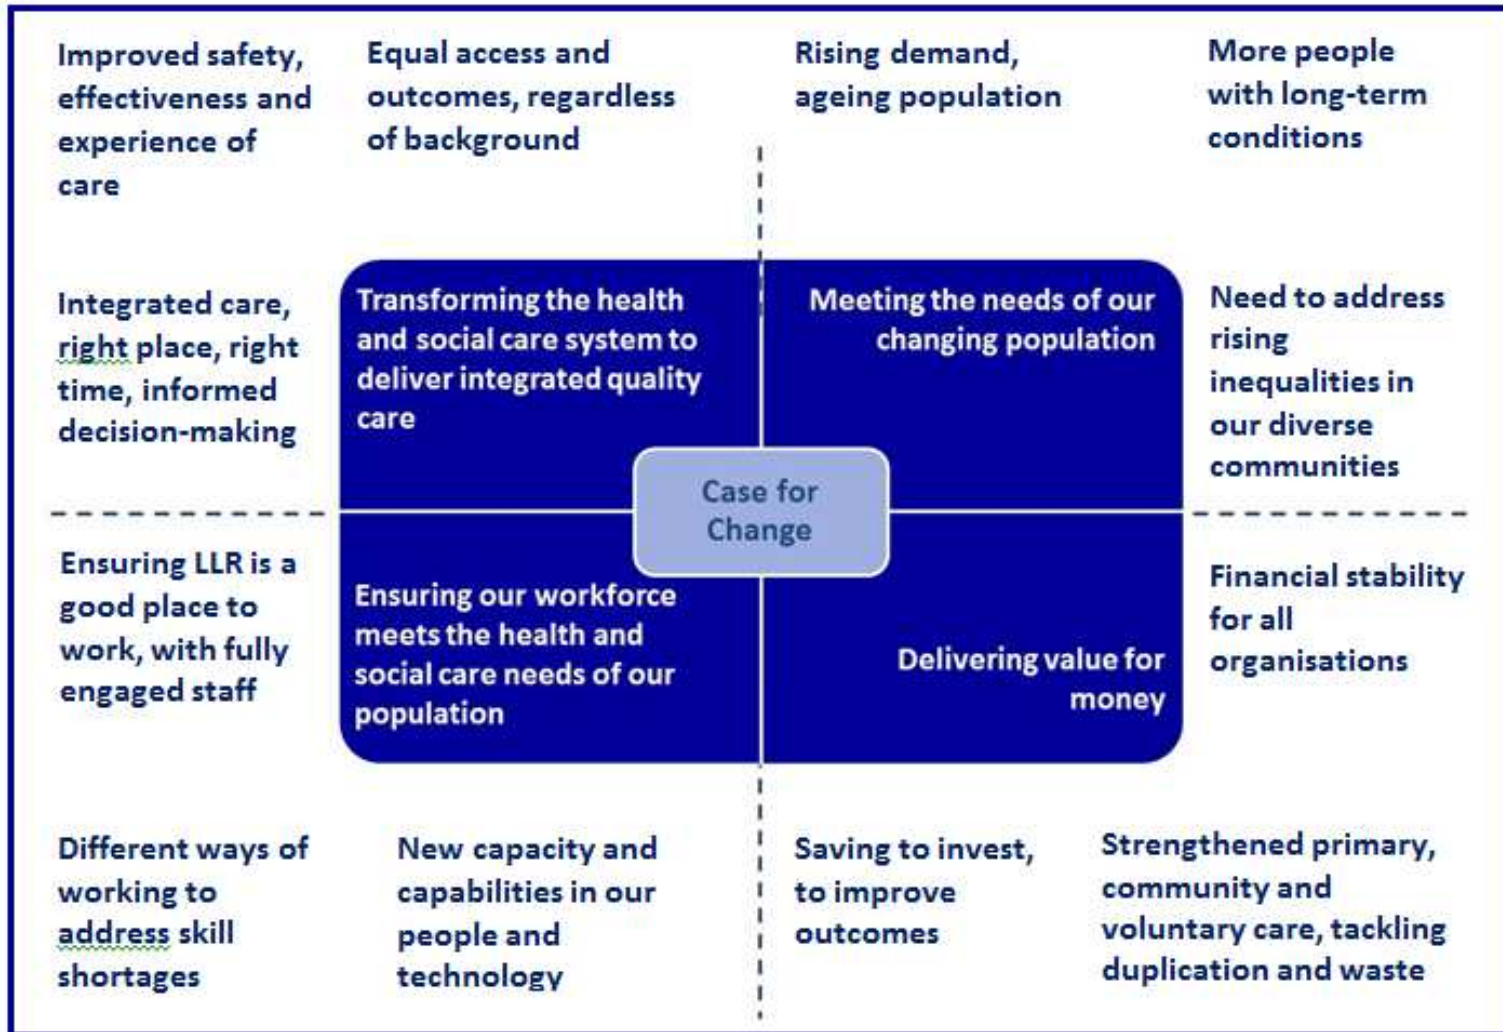 Improved safety,
effectiveness and
experience of
care
Equal access and
outcomes, regardless
of background
Rising demand,
ageing population
More people
with long-term
conditions
Integrated care,
right place, right
time, informed
decision-making
Transforming the health
and social care system to
deliver integrated quality
care
Meeting the needs of our
changing population
Need to address
rising
inequalities in
our diverse
communities
Case for
Change
Ensuring LLR is a
good place to
work, with fully
engaged staff
Ensuring our workforce
meets the health and
social care needs of our
population
Delivering value for
money
Financial stability
for all
organisations
Different ways of
working to
address skill
shortages
New capacity and
capabilities in our
people and
technology
Saving to invest,
to improve
outcomes
Strengthened primary,
community and
voluntary care, tackling
duplication and waste